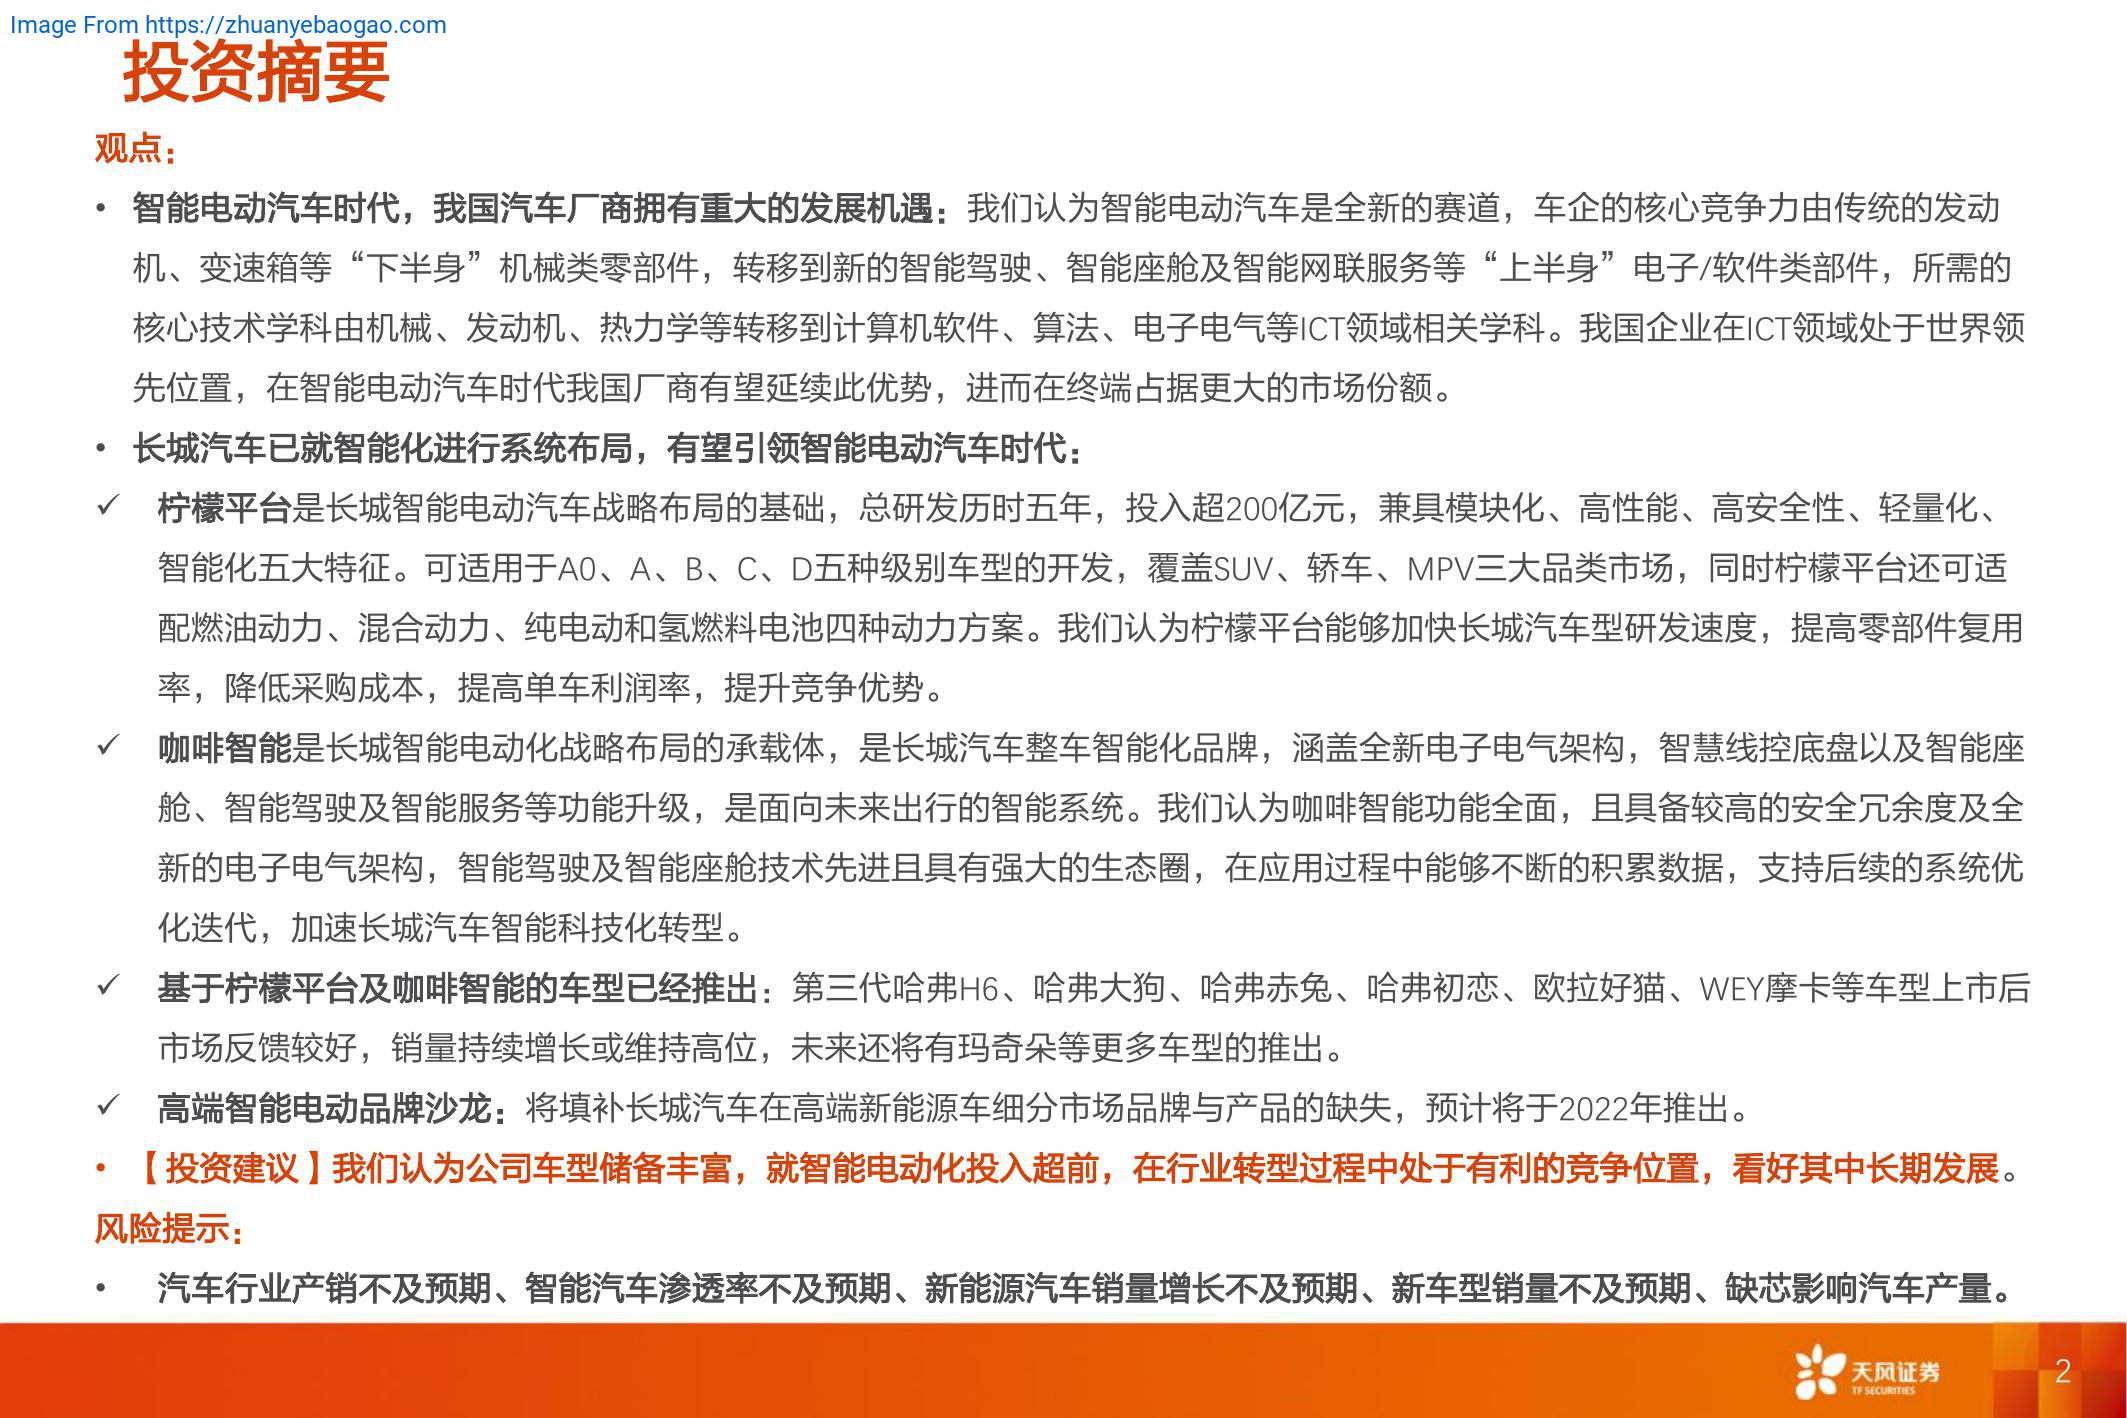 Image From https://zhuanyebaogao.com
投资摘要
观点：
• 智能电动汽车时代，我国汽车厂商拥有重大的发展机遇：我们认为智能电动汽车是全新的赛道，车企的核心竞争力由传统的发动
机、变速箱等“下半身”机械类零部件，转移到新的智能驾驶、智能座舱及智能网联服务等“上半身”电子/软件类部件，所需的
核心技术学科由机械、发动机、热力学等转移到计算机软件、算法、电子电气等ICT领域相关学科。我国企业在ICT领域处于世界领
先位置，在智能电动汽车时代我国厂商有望延续此优势，进而在终端占据更大的市场份额。
• 长城汽车已就智能化进行系统布局，有望引领智能电动汽车时代：
✓ 柠檬平台是长城智能电动汽车战略布局的基础，总研发历时五年，投入超200亿元，兼具模块化、高性能、高安全性、轻量化、
智能化五大特征。可适用于A0、A、B、C、D五种级别车型的开发，覆盖SUV、轿车、MPV三大品类市场，同时柠檬平台还可适
配燃油动力、混合动力、纯电动和氢燃料电池四种动力方案。我们认为柠檬平台能够加快长城汽车型研发速度，提高零部件复用
率，降低采购成本，提高单车利润率，提升竞争优势。
✓ 咖啡智能是长城智能电动化战略布局的承载体，是长城汽车整车智能化品牌，涵盖全新电子电气架构，智慧线控底盘以及智能座
舱、智能驾驶及智能服务等功能升级，是面向未来出行的智能系统。我们认为咖啡智能功能全面，且具备较高的安全冗余度及全
新的电子电气架构，智能驾驶及智能座舱技术先进且具有强大的生态圈，在应用过程中能够不断的积累数据，支持后续的系统优
化迭代，加速长城汽车智能科技化转型。
✓ 基于柠檬平台及咖啡智能的车型已经推出：第三代哈弗H6、哈弗大狗、哈弗赤兔、哈弗初恋、欧拉好猫、WEY摩卡等车型上市后
市场反馈较好，销量持续增长或维持高位，未来还将有玛奇朵等更多车型的推出。
✓ 高端智能电动品牌沙龙：将填补长城汽车在高端新能源车细分市场品牌与产品的缺失，预计将于2022年推出。
• 【投资建议】我们认为公司车型储备丰富，就智能电动化投入超前，在行业转型过程中处于有利的竞争位置，看好其中长期发展。
风险提示：
• 汽车行业产销不及预期、智能汽车渗透率不及预期、新能源汽车销量增长不及预期、新车型销量不及预期、缺芯影响汽车产量。
天风证券
TF SECURITIES
2